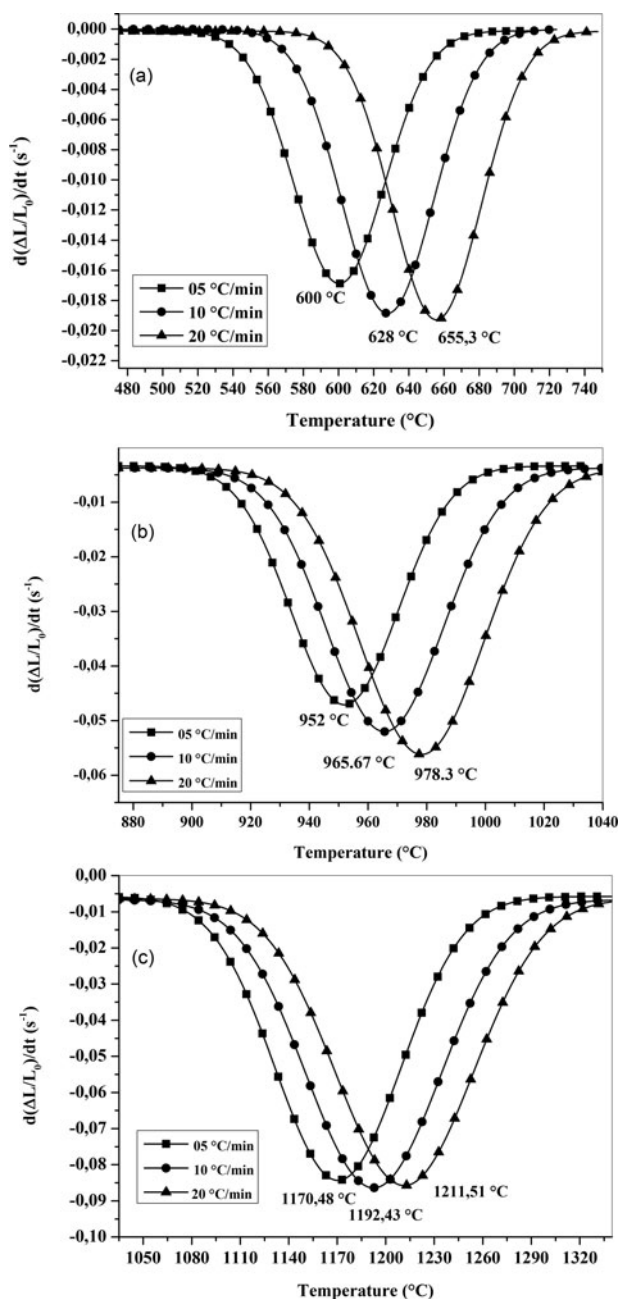 0,000
-0,002
-0,004
-0,006
-0,008
-0,010
-0,012
-0,014
-0,016
-0,018
-0,020
-0,022
d(ΔL/L₀)/dt (s⁻¹)
(a)
05 °C/min
10 °C/min
20 °C/min
600 °C
628 °C
655,3 °C
480 500 520 540 560 580 600 620 640 660 680 700 720 740
Temperature (°C)
-0,01
-0,02
-0,03
-0,04
-0,05
-0,06
d(ΔL/L₀)/dt (s⁻¹)
(b)
05 °C/min
10 °C/min
20 °C/min
952 °C
965.67 °C
978.3 °C
880 900 920 940 960 980 1000 1020 1040
Temperature (°C)
0,00
-0,01
-0,02
-0,03
-0,04
-0,05
-0,06
-0,07
-0,08
-0,09
-0,10
d(ΔL/L₀)/dt (s⁻¹)
(c)
05 °C/min
10 °C/min
20 °C/min
1170,48 °C
1192,43 °C
1211,51 °C
1050 1080 1110 1140 1170 1200 1230 1260 1290 1320
Temperature (°C)